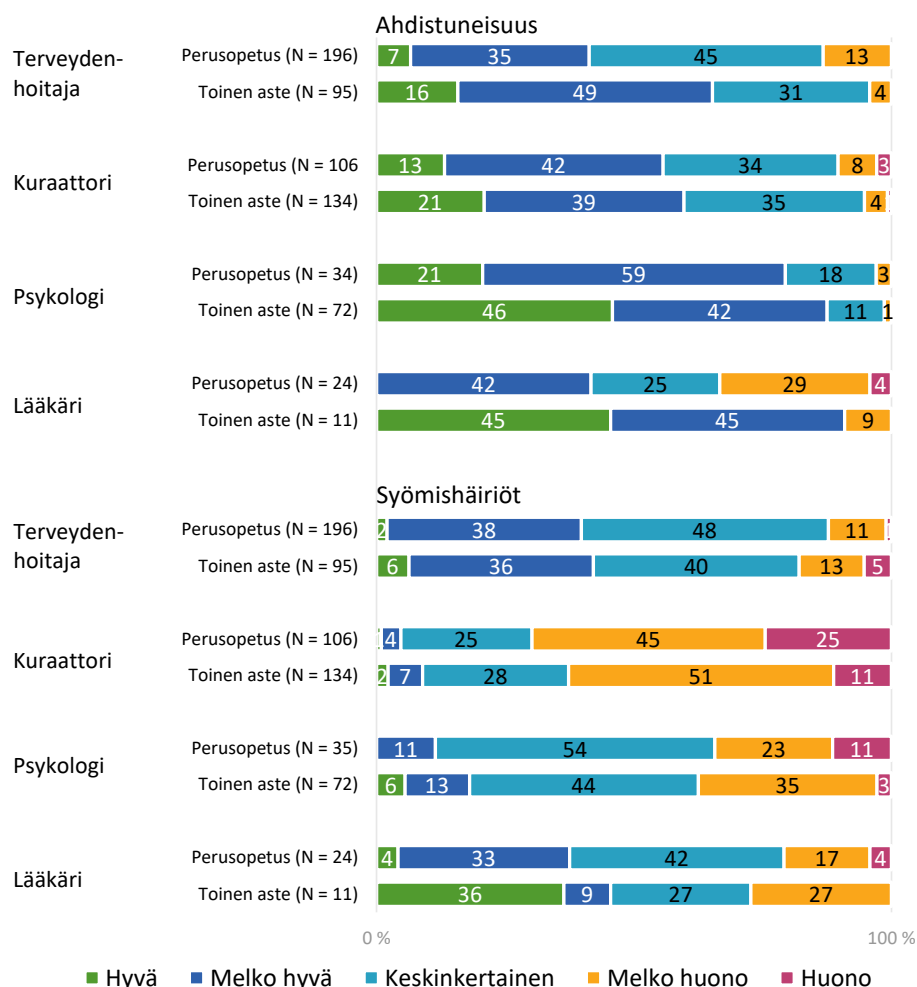 Ahdistuneisuus
Terveyden-
hoitaja
Perusopetus (N = 196)
7 35 45 13
Toinen aste (N = 95)
16 49 31 4
Kuraattori
Perusopetus (N = 106
13 42 34 8 3
Toinen aste (N = 134)
21 39 35 4
Psykologi
Perusopetus (N = 34)
21 59 18 3
Toinen aste (N = 72)
46 42 11 1
Lääkäri
Perusopetus (N = 24)
42 25 29 4
Toinen aste (N = 11)
45 45 9
Syömishäiriöt
Terveyden-
hoitaja
Perusopetus (N = 196)
2 38 48 11
Toinen aste (N = 95)
6 36 40 13 5
Kuraattori
Perusopetus (N = 106)
4 25 45 25
Toinen aste (N = 134)
2 7 28 51 11
Psykologi
Perusopetus (N = 35)
11 54 23 11
Toinen aste (N = 72)
6 13 44 35 3
Lääkäri
Perusopetus (N = 24)
4 33 42 17 4
Toinen aste (N = 11)
36 9 27 27
0 % 100 %
Hyvä Melko hyvä Keskinkertainen Melko huono Huono